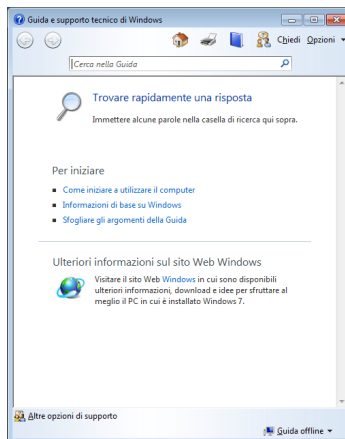 Guida e supporto tecnico di Windows
Chiedi Opzioni
Cerca nella Guida
Trovare rapidamente una risposta
Immettere alcune parole nella casella di ricerca qui sopra.
Per iniziare
Come iniziare a utilizzare il computer
Informazioni di base su Windows
Sfogliare gli argomenti della Guida
Ulteriori informazioni sul sito Web Windows
Visitare il sito Web Windows in cui sono disponibili
ulteriori informazioni, download e idee per sfruttare al
meglio il PC in cui è installato Windows 7.
Altre opzioni di supporto
Guida offline